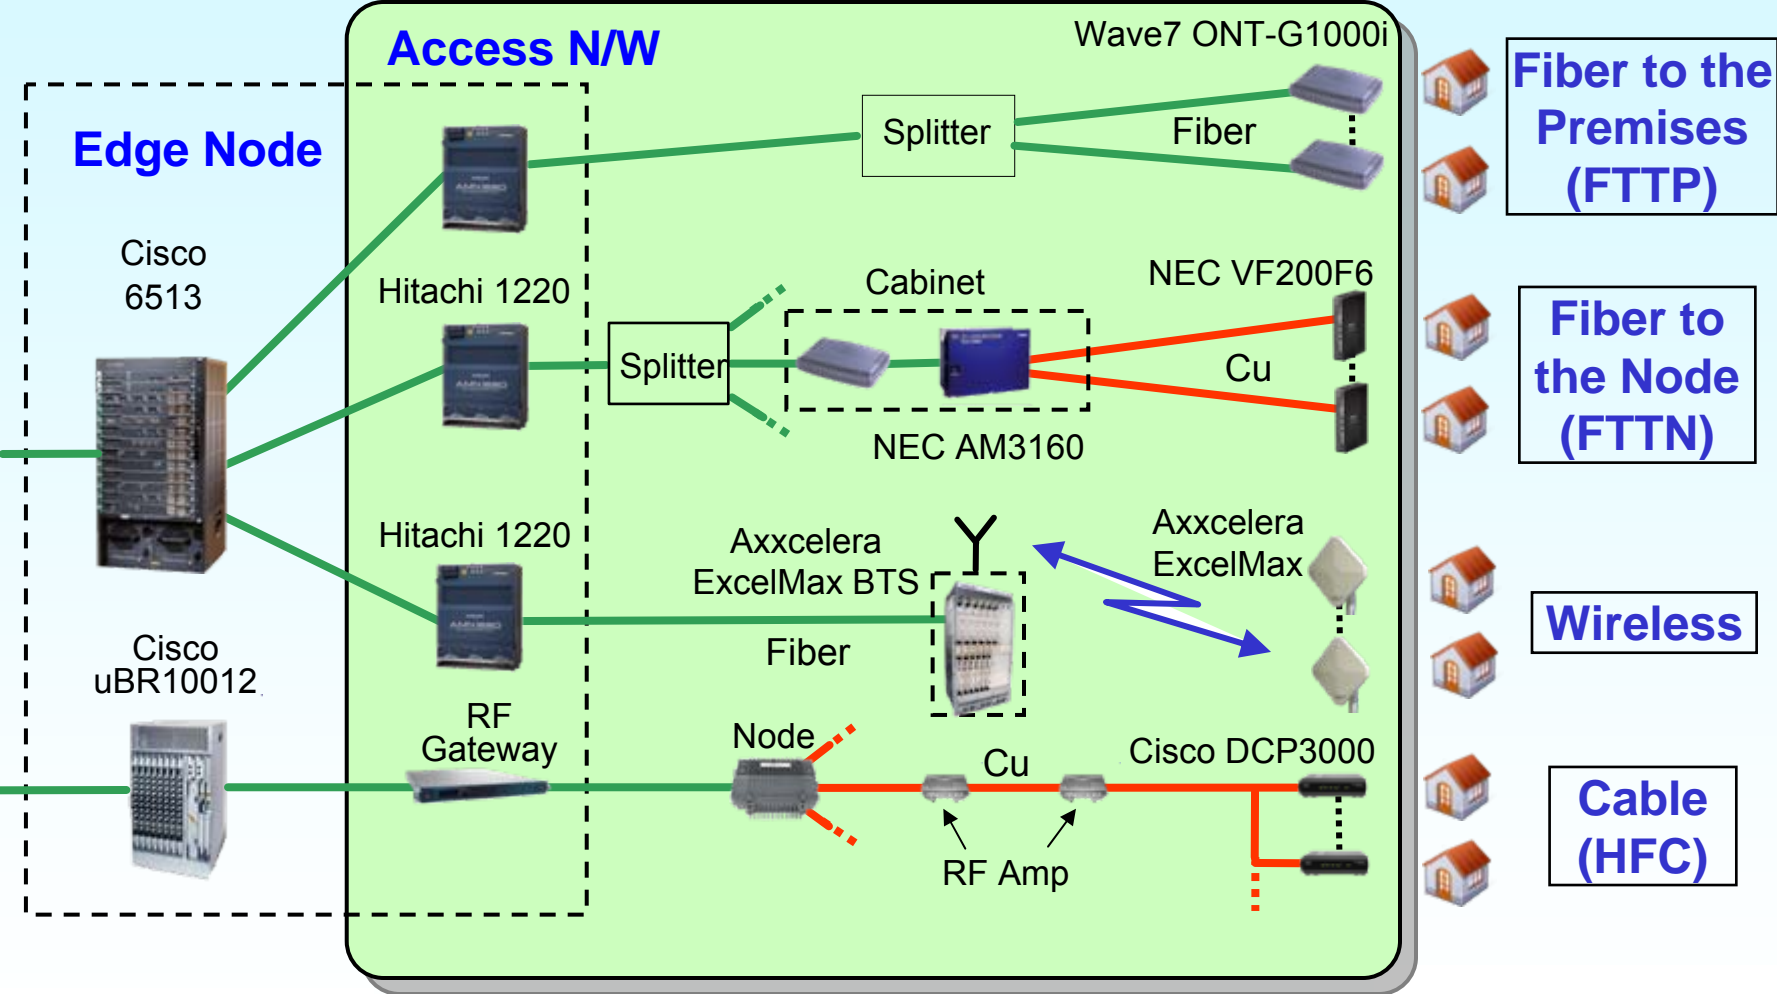 Access N/W
Wave7 ONT-G1000i
Fiber to the
Premises
(FTTP)
Edge Node
Splitter
Fiber
Cisco
6513
Hitachi 1220
Cabinet
NEC VF200F6
Fiber to
the Node
(FTTN)
Splitter
Cu
NEC AM3160
Hitachi 1220
Axxcelera
ExcelMax BTS
Axxcelera
ExcelMax
Fiber
Wireless
Cisco
uBR10012
RF
Gateway
Node
Cu
Cisco DCP3000
Cable
(HFC)
RF Amp